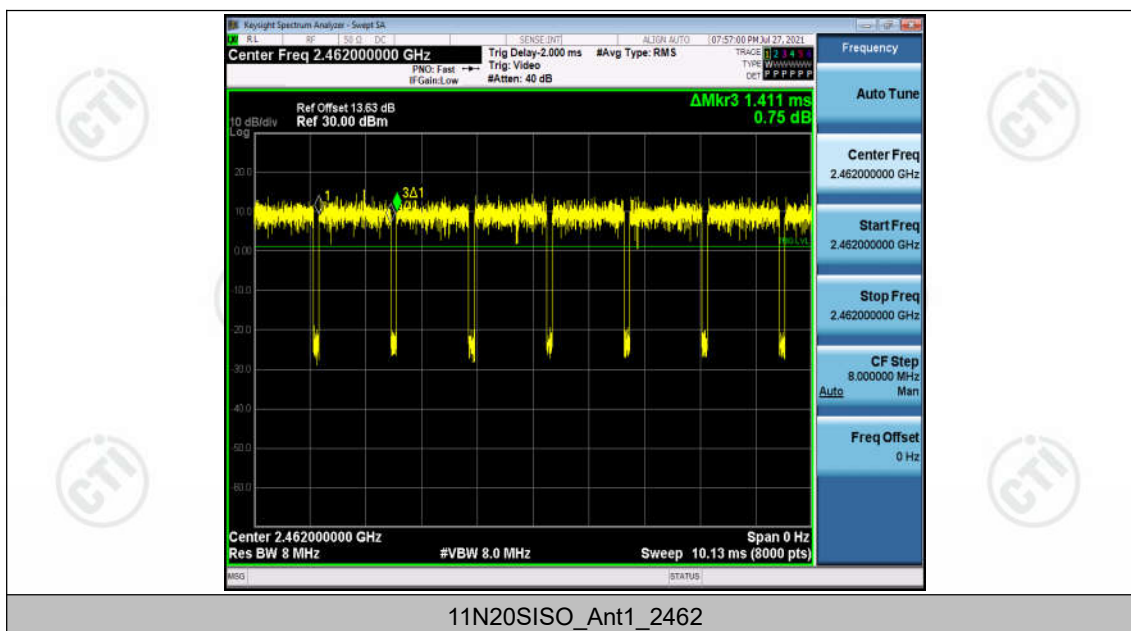 Keysight Spectrum Analyzer - Swept SA
RL RF 50 Ω DC SENSE:INT ALIGN AUTO 07:57:00 PM Jul 27, 2021
Center Freq 2.462000000 GHz
PNO: Fast
IFGain:Low
Trig Delay-2.000 ms
Trig: Video
#Atten: 40 dB
#Avg Type: RMS
TRACE 1 2 3 4 5 6
TYPE WWWWWW
DET P P P P P P
Ref Offset 13.63 dB
10 dB/div Ref 30.00 dBm
Log
ΔMkr3 1.411 ms
0.75 dB
20.0
10.0
0.00
-10.0
-20.0
-30.0
-40.0
-50.0
-60.0
1
3Δ1
TRIG LVL
Center 2.462000000 GHz
Span 0 Hz
Res BW 8 MHz
#VBW 8.0 MHz
Sweep 10.13 ms (8000 pts)
MSG
STATUS
Frequency
Auto Tune
Center Freq
2.462000000 GHz
Start Freq
2.462000000 GHz
Stop Freq
2.462000000 GHz
CF Step
8.000000 MHz
Auto Man
Freq Offset
0 Hz
CTI
CTI
CTI
CTI
11N20SISO_Ant1_2462